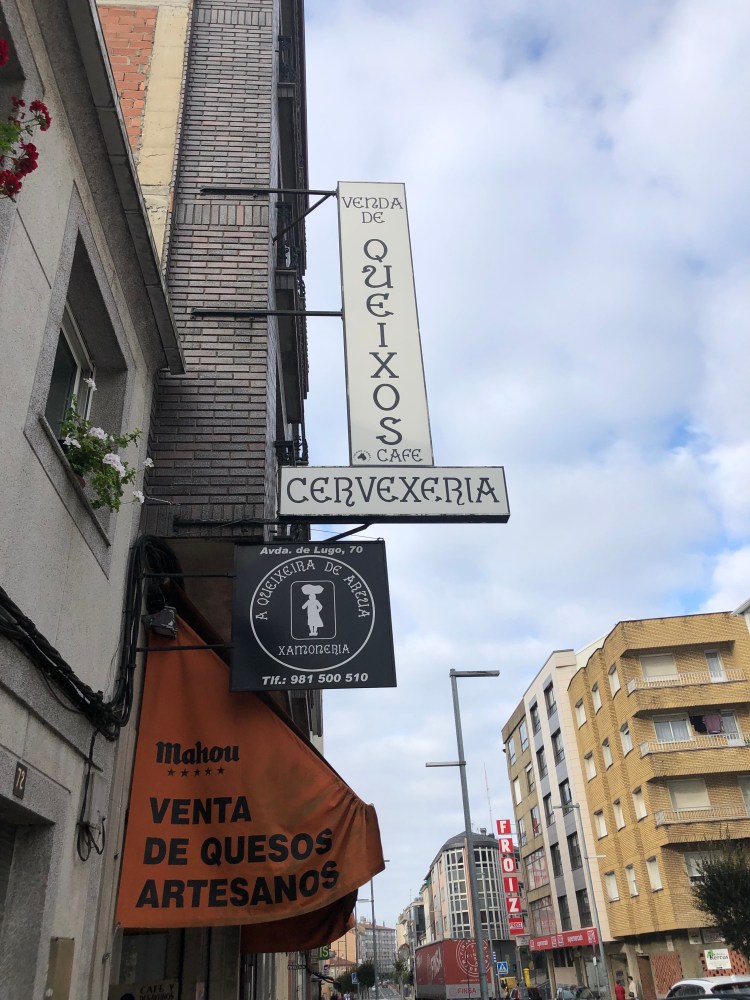 VENDA
DE
QUEIXOS
CAFE
CERVEXERIA
Avda. de Lugo, 70
A QUEIXEIRA DE ARZUA
XAMONERIA
Tlf.: 981 500 510
Mahou
VENTA
DE QUESOS
ARTESANOS
72
FROIZ
CAFE Y